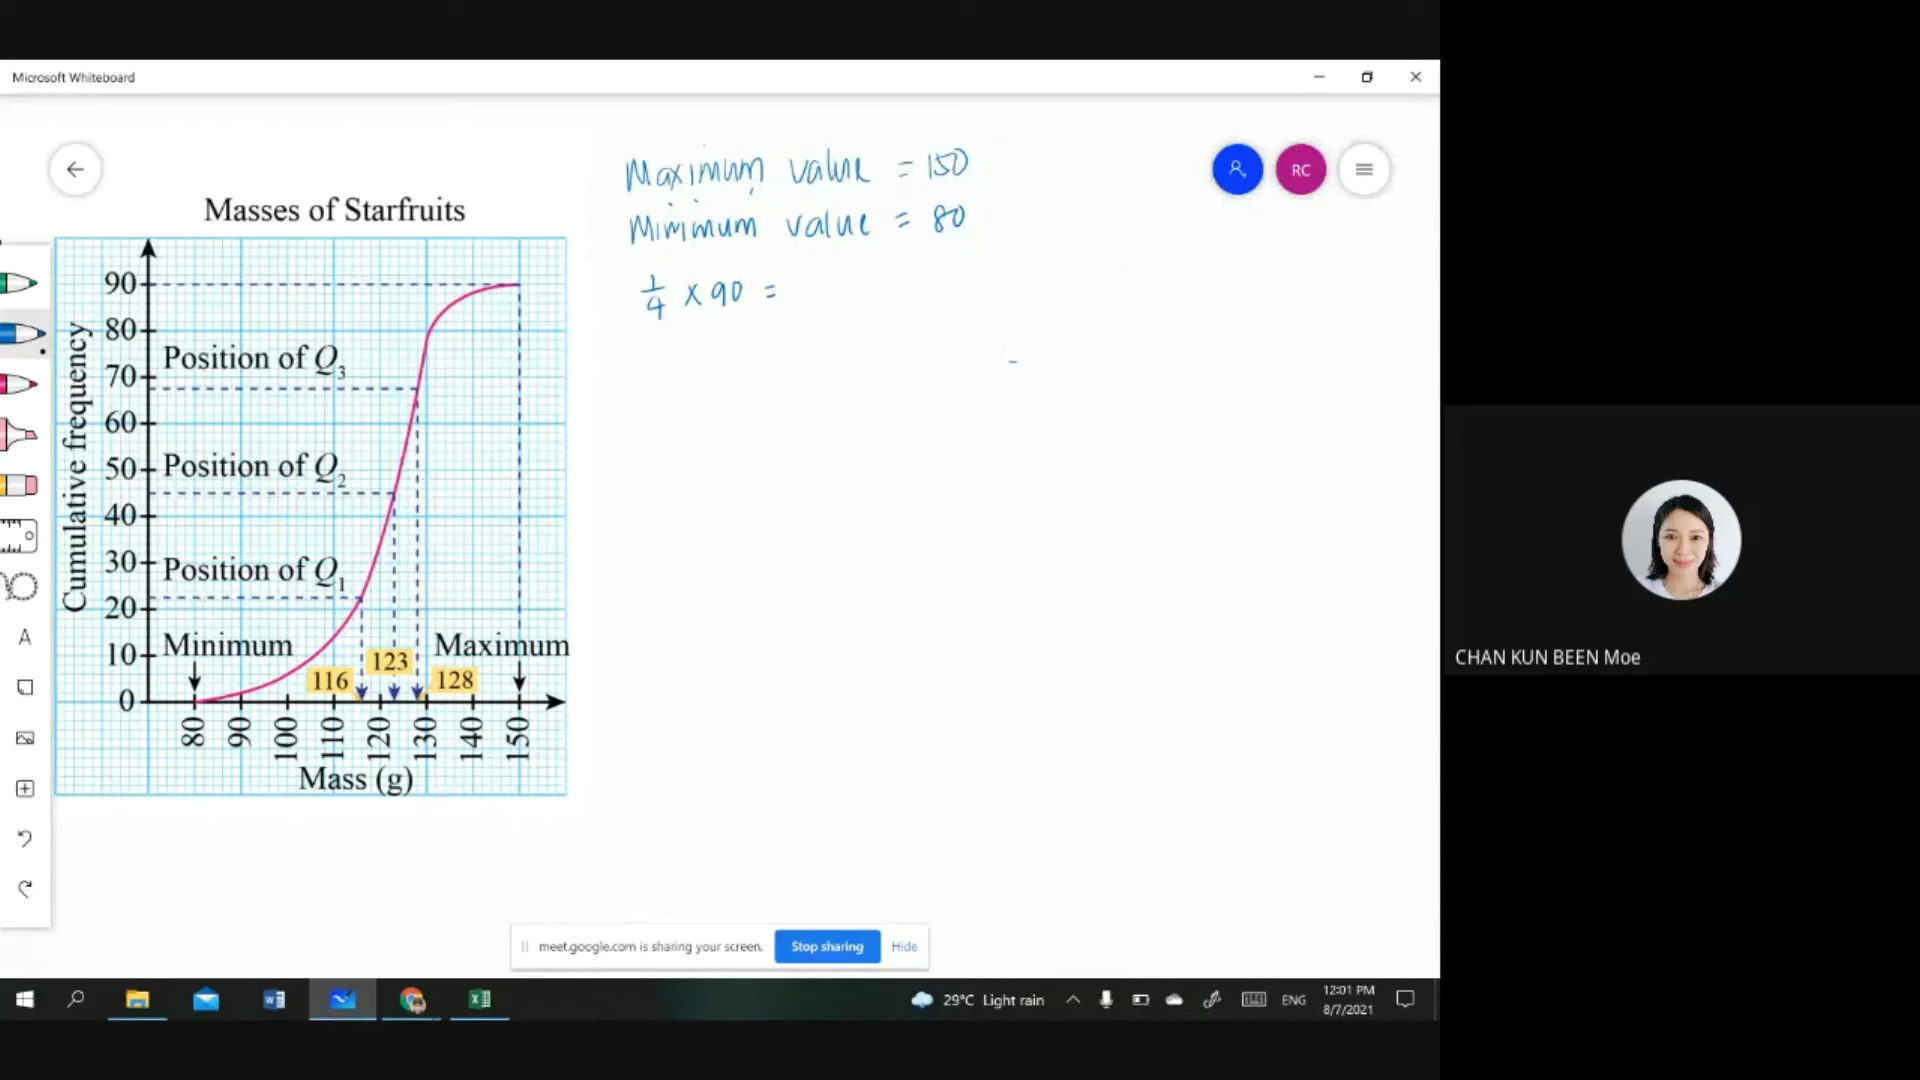 Microsoft Whiteboard
Maximum value = 150
Minimum value = 80
1/4 × 90 =
RC
Masses of Starfruits
Cumulative frequency
90
80
Position of Q3
70
60
50
Position of Q2
40
30
Position of Q1
20
Minimum
Maximum
10
123
116
128
0
80 90 100 110 120 130 140 150
Mass (g)
A
CHAN KUN BEEN Moe
meet.google.com is sharing your screen.
Stop sharing
Hide
29°C Light rain
ENG
12:01 PM
8/7/2021